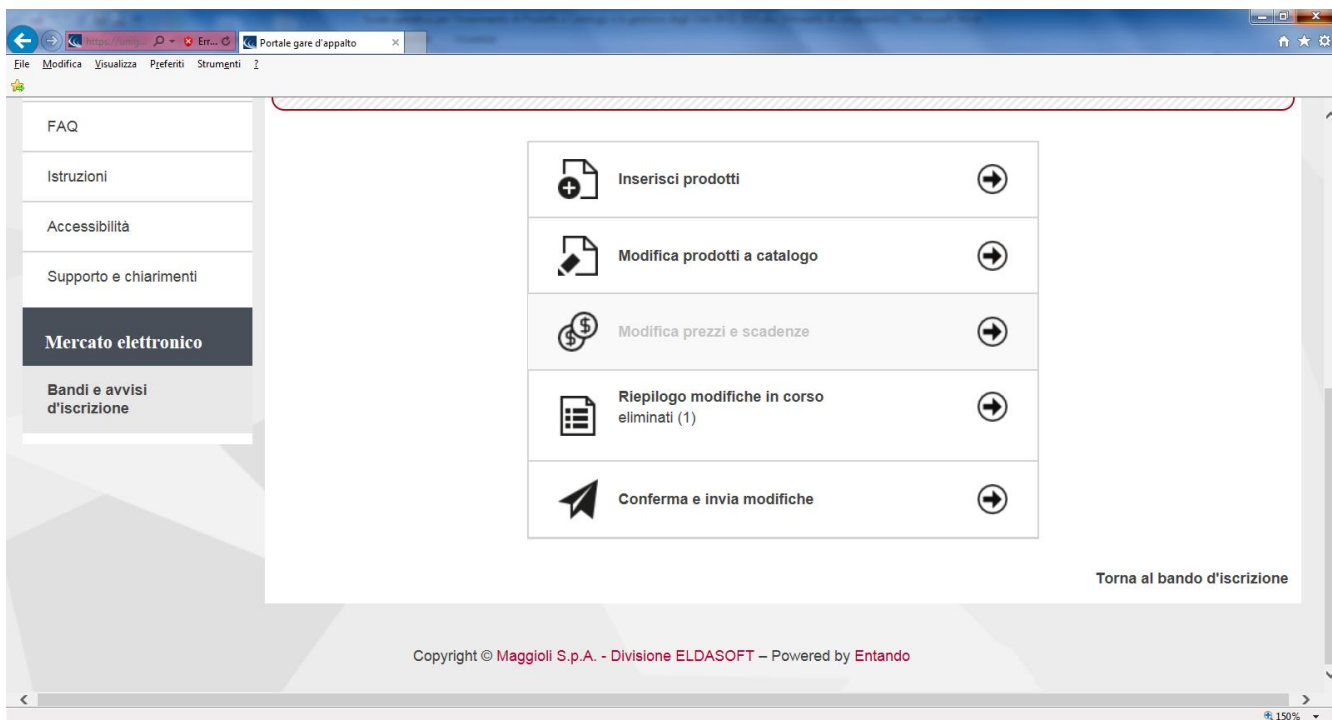 Err...
Portale gare d'appalto
File Modifica Visualizza Preferiti Strumenti ?
FAQ
Istruzioni
Accessibilità
Supporto e chiarimenti
Mercato elettronico
Bandi e avvisi
d'iscrizione
Inserisci prodotti
Modifica prodotti a catalogo
Modifica prezzi e scadenze
Riepilogo modifiche in corso
eliminati (1)
Conferma e invia modifiche
Torna al bando d'iscrizione
Copyright © Maggioli S.p.A. - Divisione ELDASOFT – Powered by Entando
150%